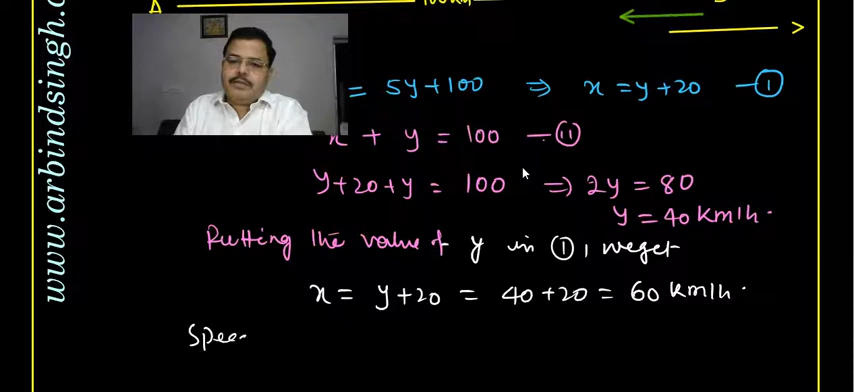 A 100km
= 5y + 100 ⇒ x = y + 20 — ①
x + y = 100 — ⑪
y + 20 + y = 100 ⇒ 2y = 80
y = 40 km/h.
Putting the value of y in ①, we get
x = y + 20 = 40 + 20 = 60 km/h.
Spee
www.arbindsingh.